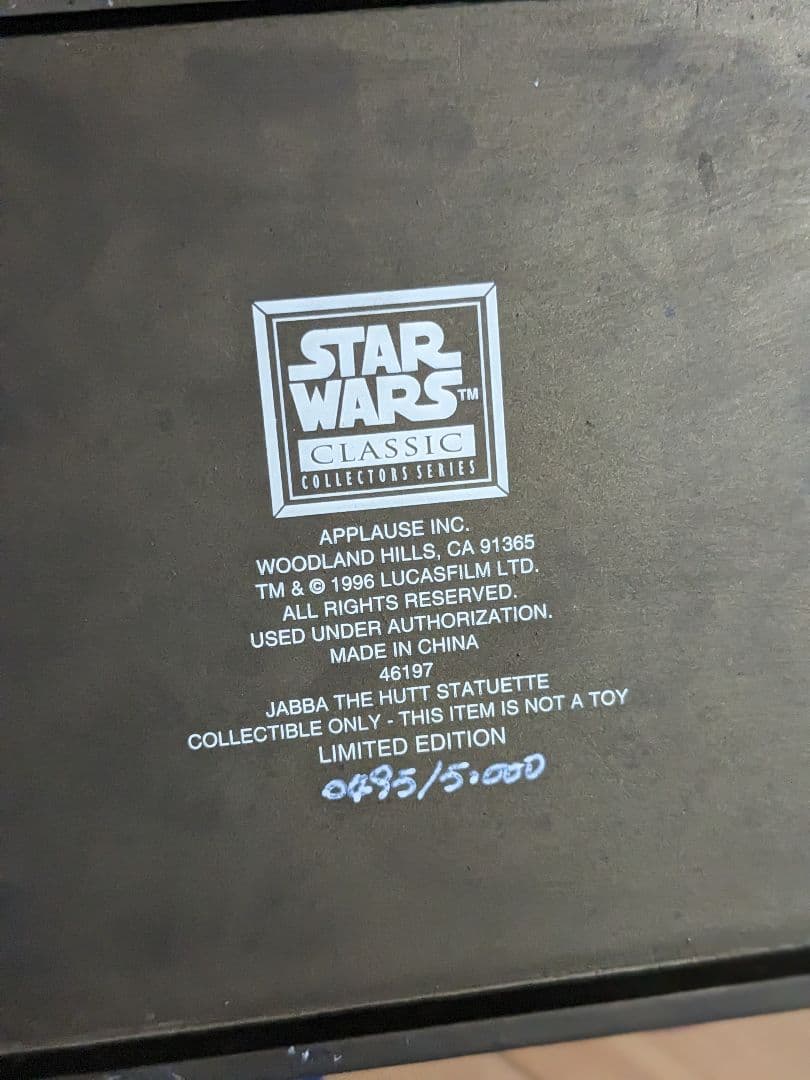 STAR
WARS™
CLASSIC
COLLECTORS SERIES
APPLAUSE INC.
WOODLAND HILLS, CA 91365
TM & © 1996 LUCASFILM LTD.
ALL RIGHTS RESERVED.
USED UNDER AUTHORIZATION.
MADE IN CHINA
46197
JABBA THE HUTT STATUETTE
COLLECTIBLE ONLY - THIS ITEM IS NOT A TOY
LIMITED EDITION
0495/5.000